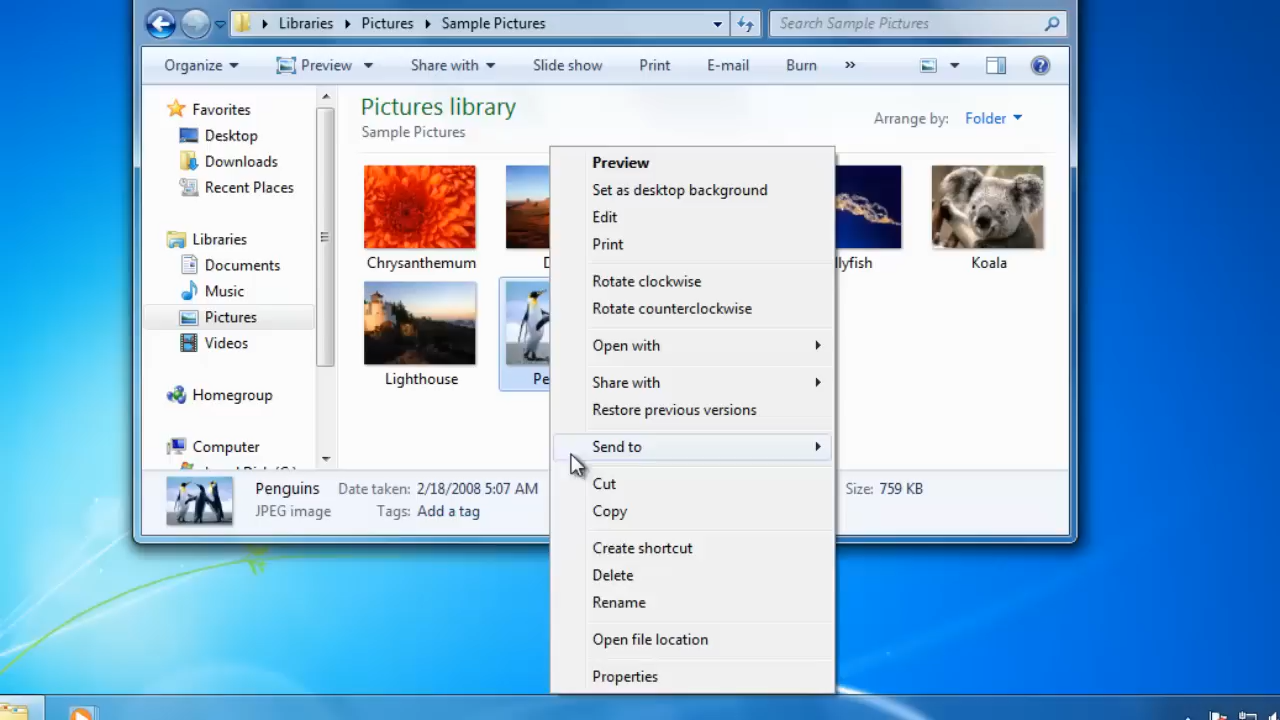 Libraries Pictures Sample Pictures
Search Sample Pictures
Organize Preview Share with Slide show Print E-mail Burn »
Favorites
Desktop
Downloads
Recent Places
Libraries
Documents
Music
Pictures
Videos
Homegroup
Computer
Pictures library
Sample Pictures
Arrange by: Folder
Chrysanthemum
Koala
Lighthouse
Preview
Set as desktop background
Edit
Print
Rotate clockwise
Rotate counterclockwise
Open with
Share with
Restore previous versions
Send to
Cut
Copy
Create shortcut
Delete
Rename
Open file location
Properties
Penguins Date taken: 2/18/2008 5:07 AM Size: 759 KB
JPEG image Tags: Add a tag